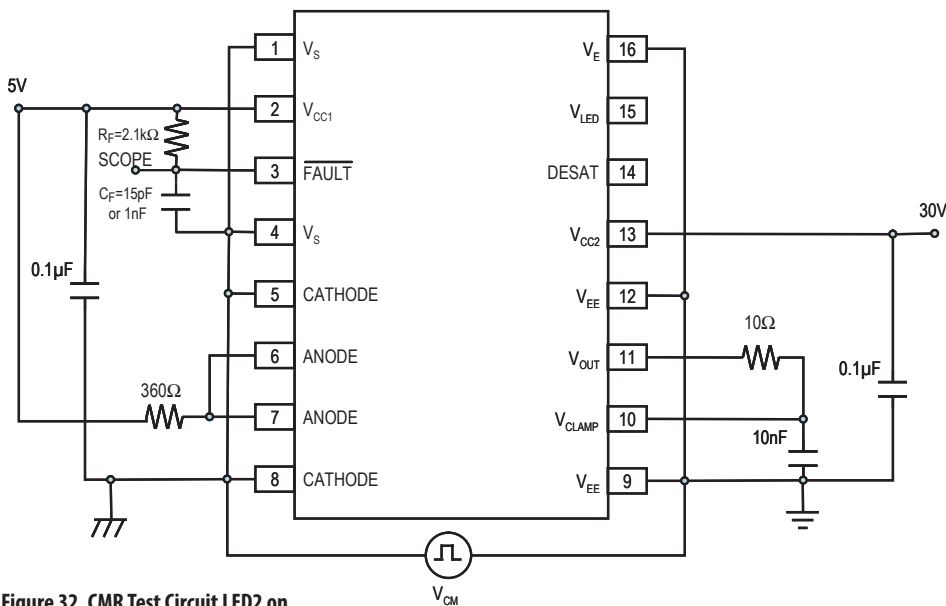 1 V_S
2 V_CC1
3 FAULT
4 V_S
5 CATHODE
6 ANODE
7 ANODE
8 CATHODE
V_E 16
V_LED 15
DESAT 14
V_CC2 13
V_EE 12
V_OUT 11
V_CLAMP 10
V_EE 9
5V
R_F=2.1kΩ
SCOPE
C_F=15pF
or 1nF
0.1µF
360Ω
30V
10Ω
0.1µF
10nF
V_CM
Figure 32. CMR Test Circuit LED2 on